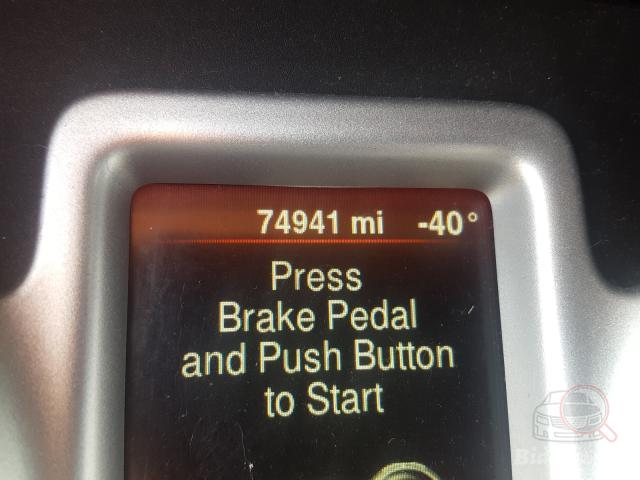 74941 mi -40°
Press
Brake Pedal
and Push Button
to Start